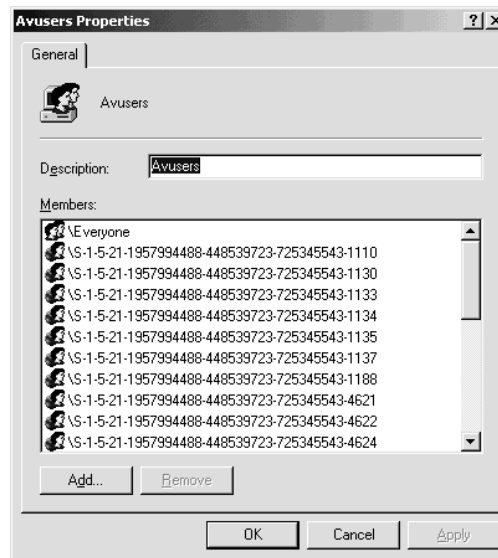 Avusers Properties
General
Avusers
Description: Avusers
Members:
\Everyone
\S-1-5-21-1957994488-448539723-725345543-1110
\S-1-5-21-1957994488-448539723-725345543-1130
\S-1-5-21-1957994488-448539723-725345543-1133
\S-1-5-21-1957994488-448539723-725345543-1134
\S-1-5-21-1957994488-448539723-725345543-1135
\S-1-5-21-1957994488-448539723-725345543-1137
\S-1-5-21-1957994488-448539723-725345543-1188
\S-1-5-21-1957994488-448539723-725345543-4621
\S-1-5-21-1957994488-448539723-725345543-4622
\S-1-5-21-1957994488-448539723-725345543-4624
Add... Remove
OK Cancel Apply